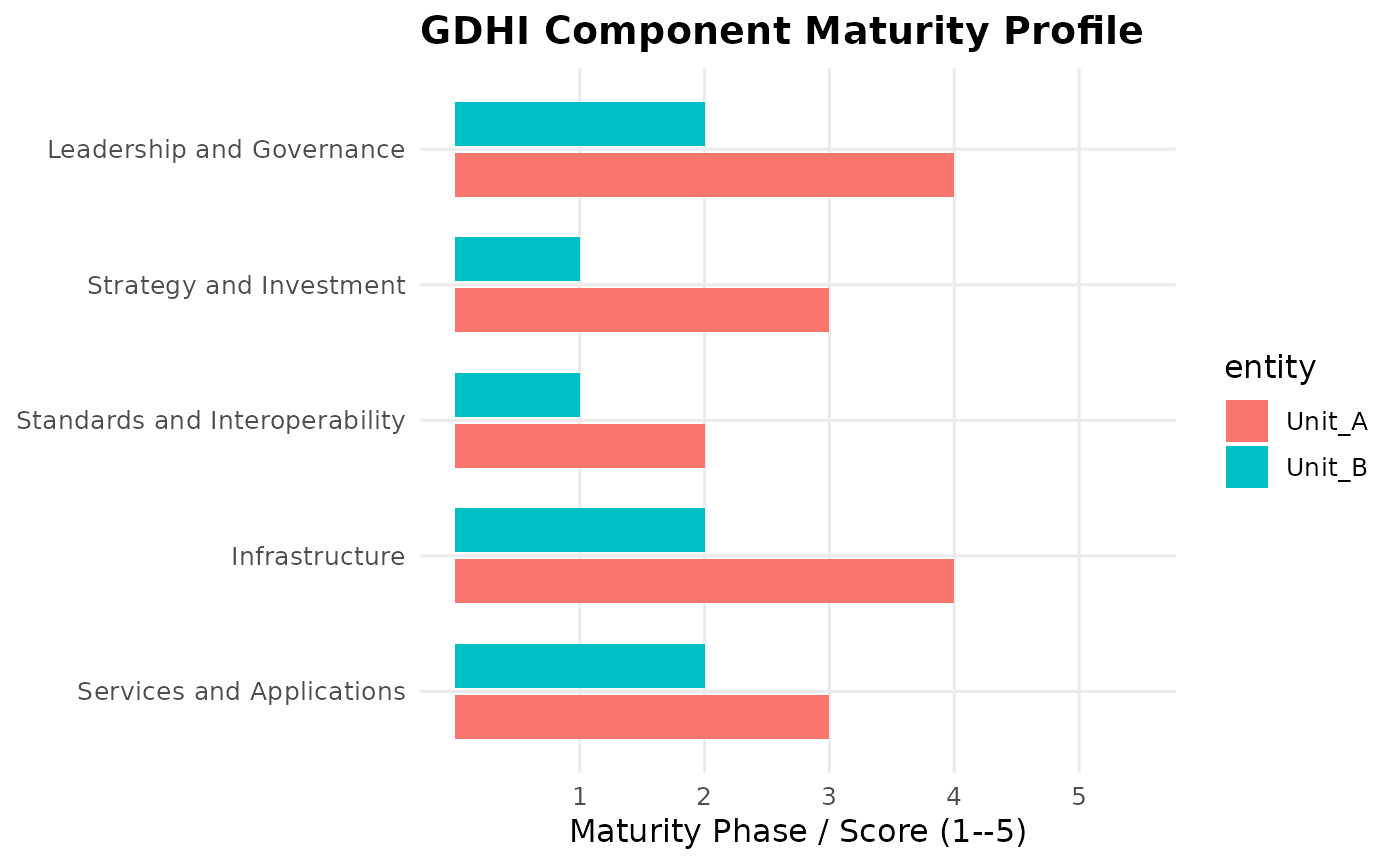 GDHI Component Maturity Profile
Leadership and Governance
Strategy and Investment
Standards and Interoperability
Infrastructure
Services and Applications
1 2 3 4 5
Maturity Phase / Score (1--5)
entity
Unit_A
Unit_B